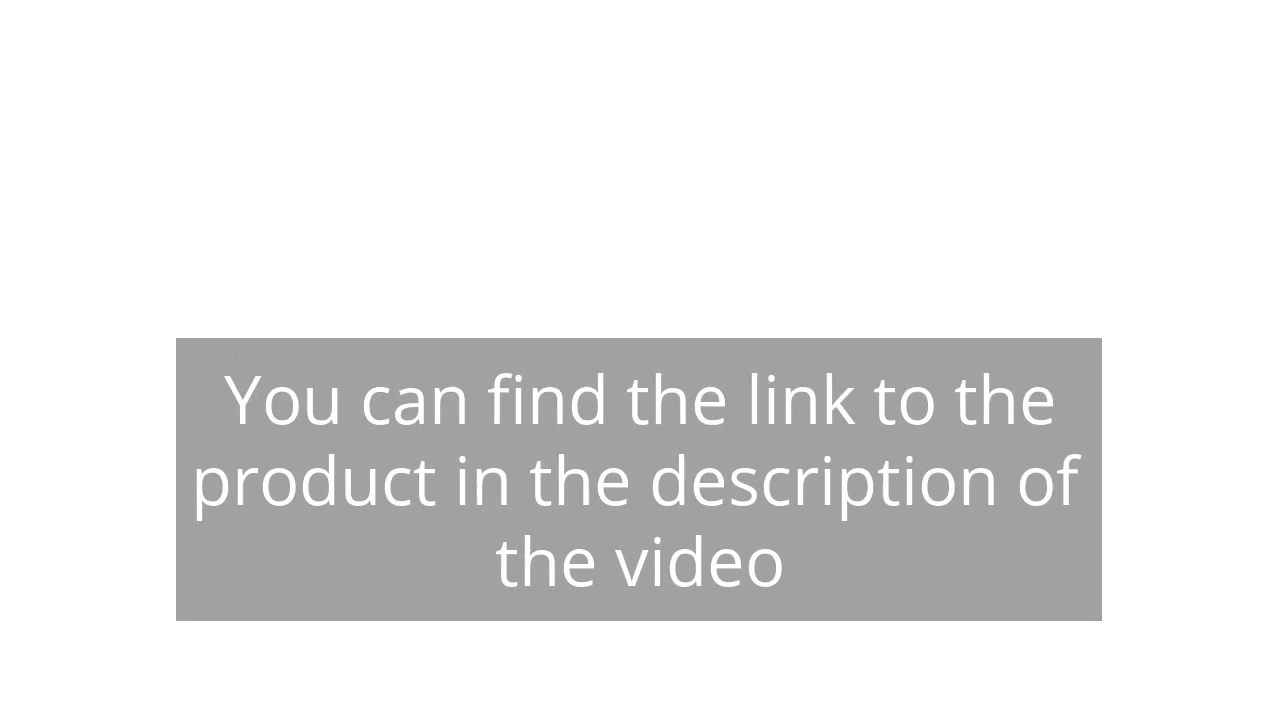 You can find the link to the
product in the description of
the video